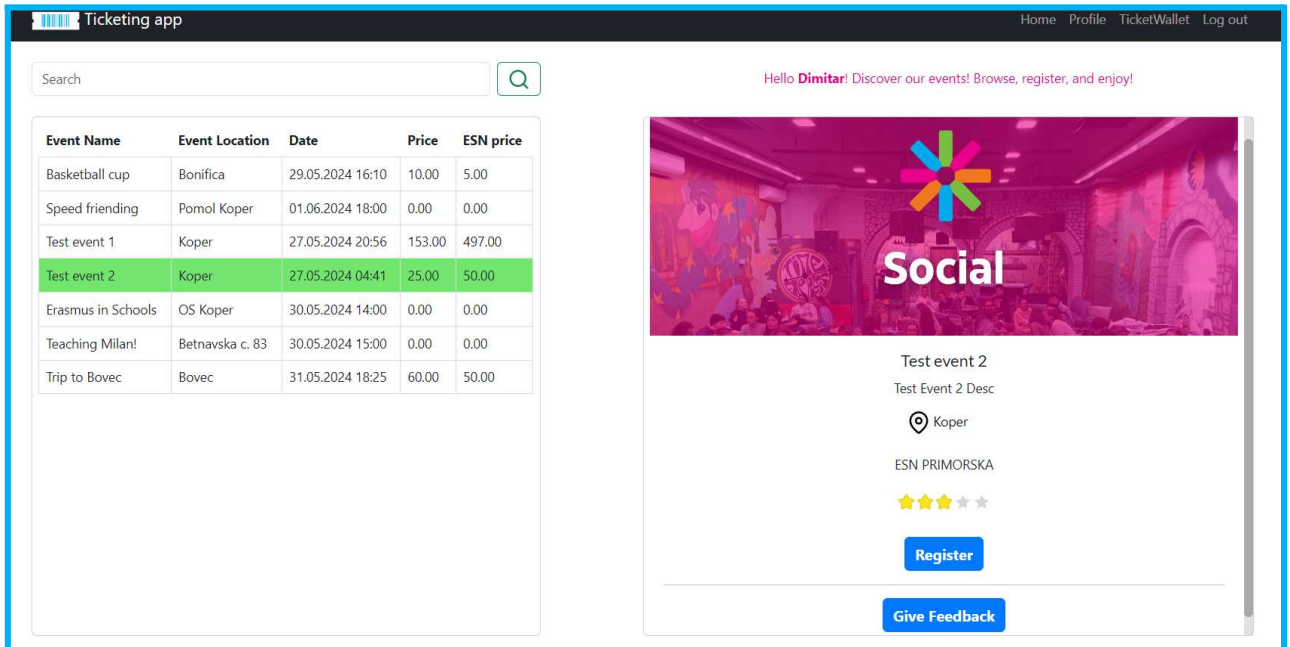 Ticketing app
Home Profile TicketWallet Log out
Search
Hello Dimitar! Discover our events! Browse, register, and enjoy!
Event Name Event Location Date Price ESN price
Basketball cup Bonifica 29.05.2024 16:10 10.00 5.00
Speed friending Pomol Koper 01.06.2024 18:00 0.00 0.00
Test event 1 Koper 27.05.2024 20:56 153.00 497.00
Test event 2 Koper 27.05.2024 04:41 25.00 50.00
Erasmus in Schools OS Koper 30.05.2024 14:00 0.00 0.00
Teaching Milan! Betnavska c. 83 30.05.2024 15:00 0.00 0.00
Trip to Bovec Bovec 31.05.2024 18:25 60.00 50.00
Social
Test event 2
Test Event 2 Desc
Koper
ESN PRIMORSKA
Register
Give Feedback